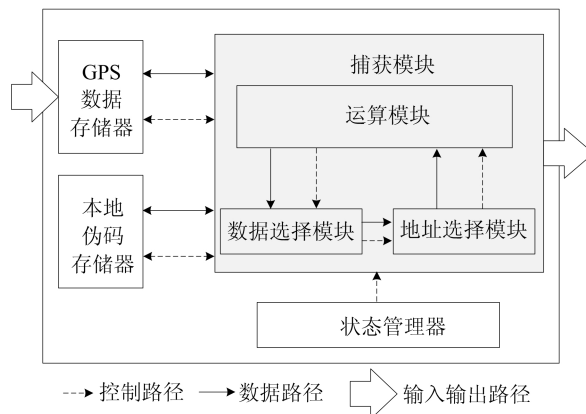 GPS
数据
存储器
捕获模块
运算模块
本地
伪码
存储器
数据选择模块
地址选择模块
状态管理器
控制路径
数据路径
输入输出路径